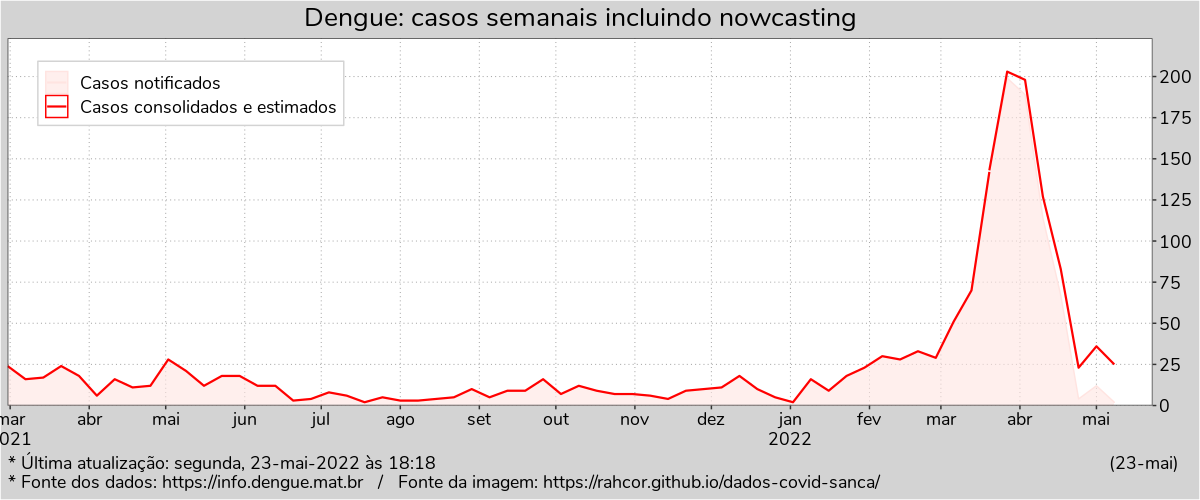 Dengue: casos semanais incluindo nowcasting
Casos notificados
Casos consolidados e estimados
200
175
150
125
100
75
50
25
0
mar abr mai jun jul ago set out nov dez jan fev mar abr mai
021 2022
* Última atualização: segunda, 23-mai-2022 às 18:18 (23-mai)
* Fonte dos dados: https://info.dengue.mat.br / Fonte da imagem: https://rahcor.github.io/dados-covid-sanca/